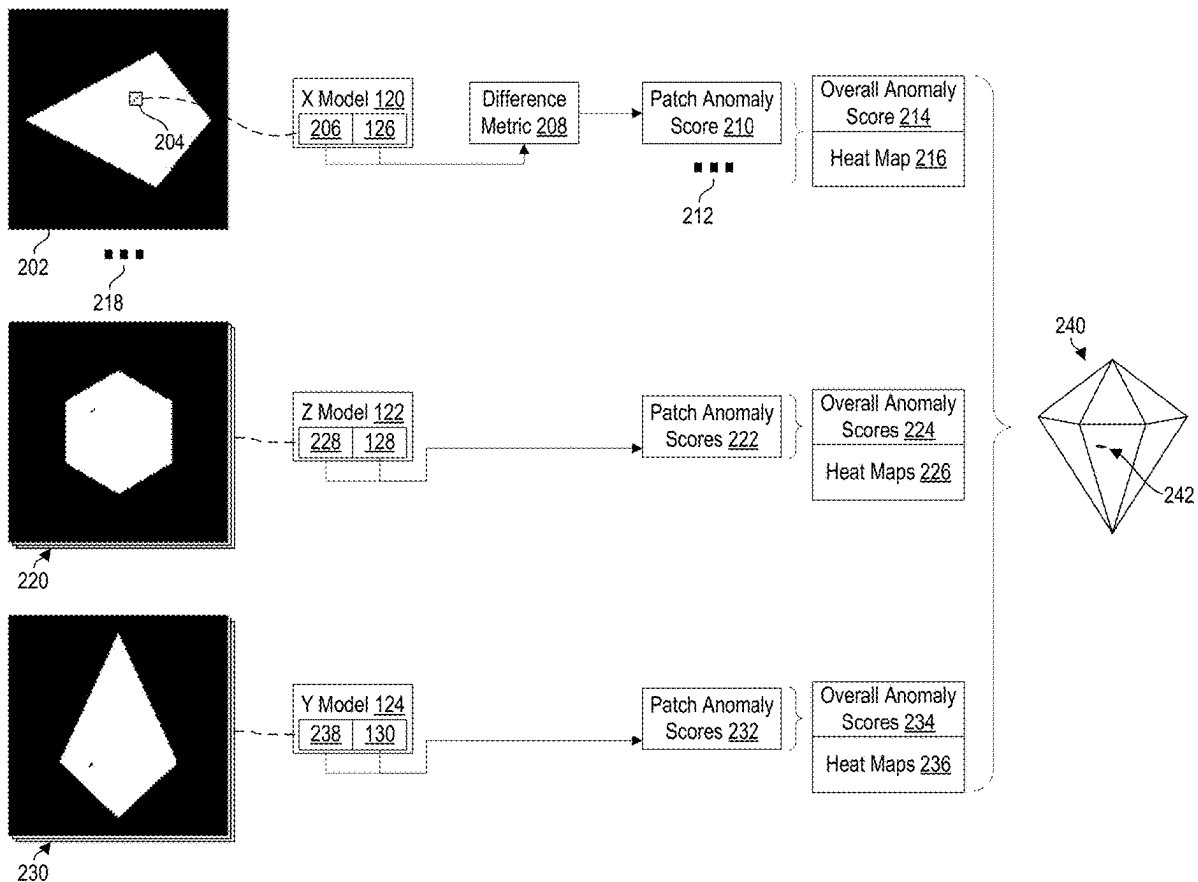 204
202
218
X Model 120
206 126
Difference
Metric 208
Patch Anomaly
Score 210
212
Overall Anomaly
Score 214
Heat Map 216
220
Z Model 122
228 128
Patch Anomaly
Scores 222
Overall Anomaly
Scores 224
Heat Maps 226
240
242
230
Y Model 124
238 130
Patch Anomaly
Scores 232
Overall Anomaly
Scores 234
Heat Maps 236